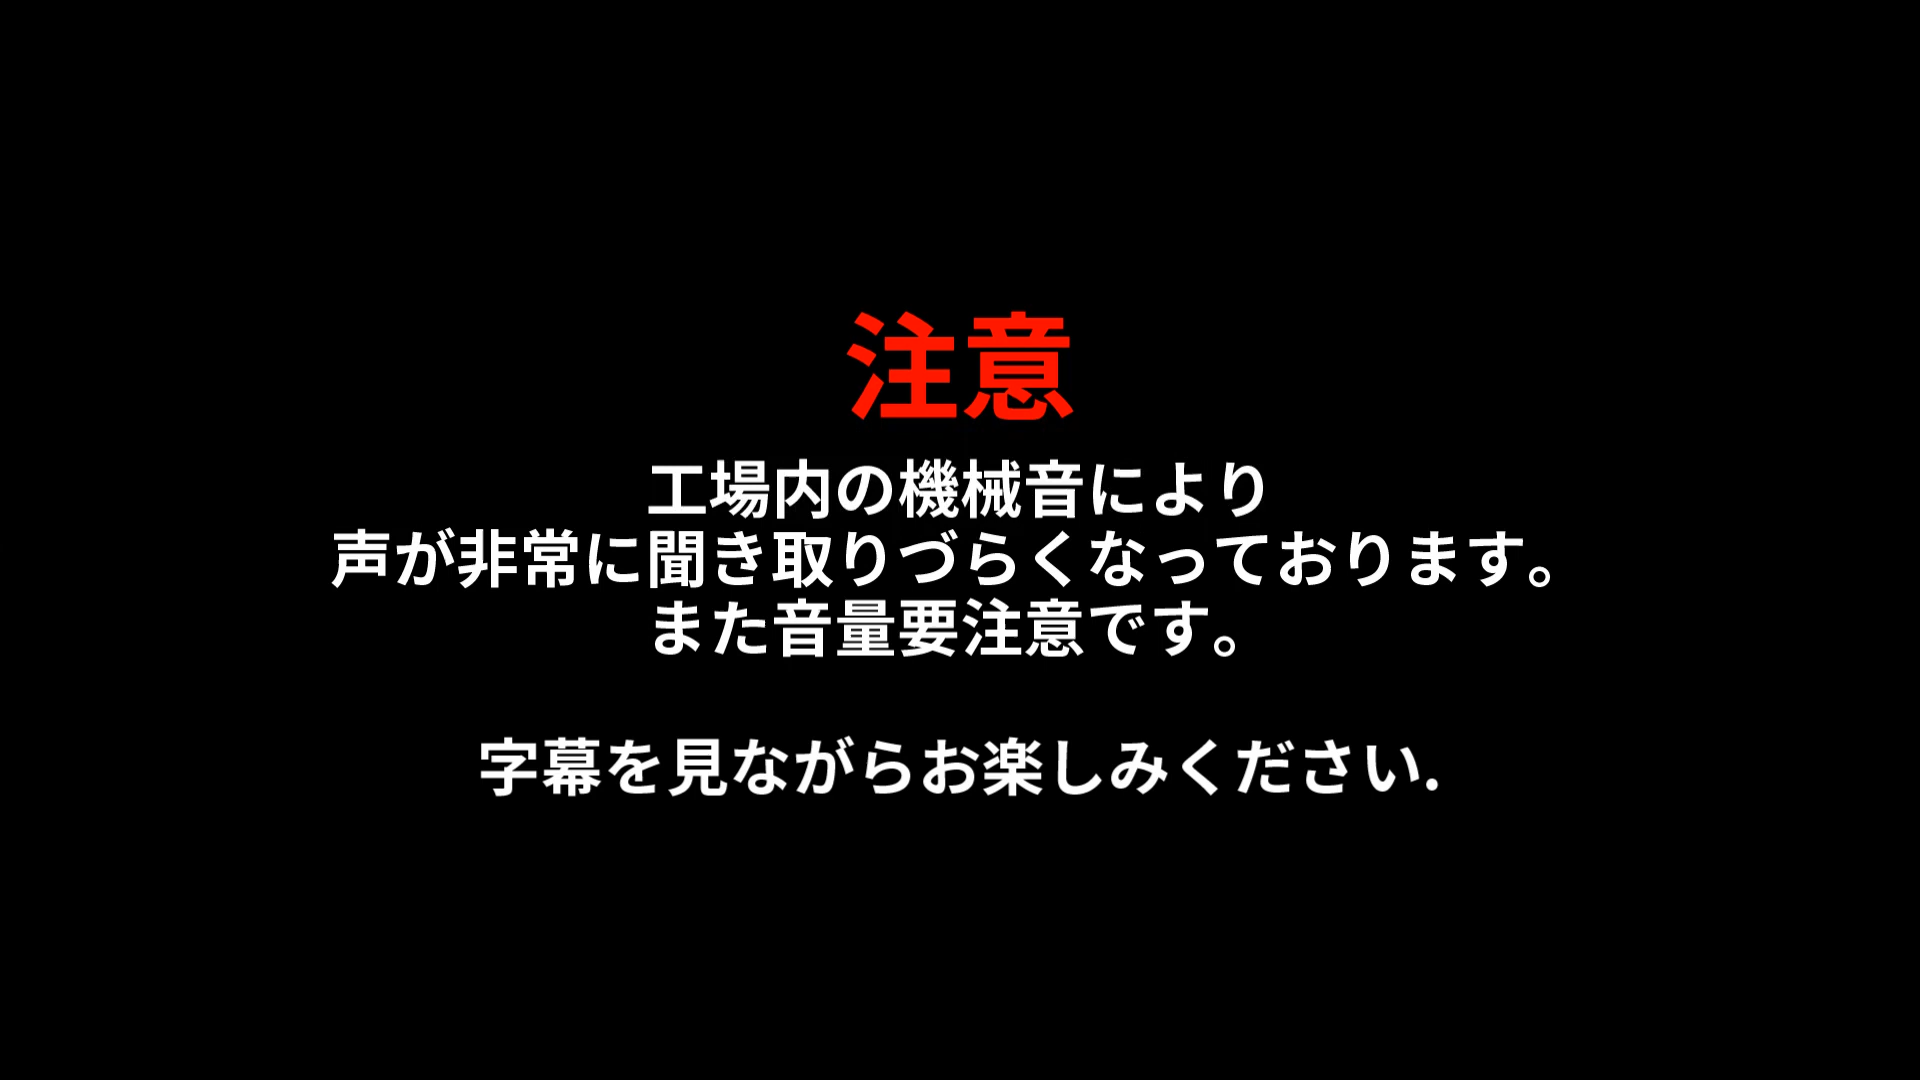 注意
工場内の機械音により
声が非常に聞き取りづらくなっております。
また音量要注意です。
字幕を見ながらお楽しみください.